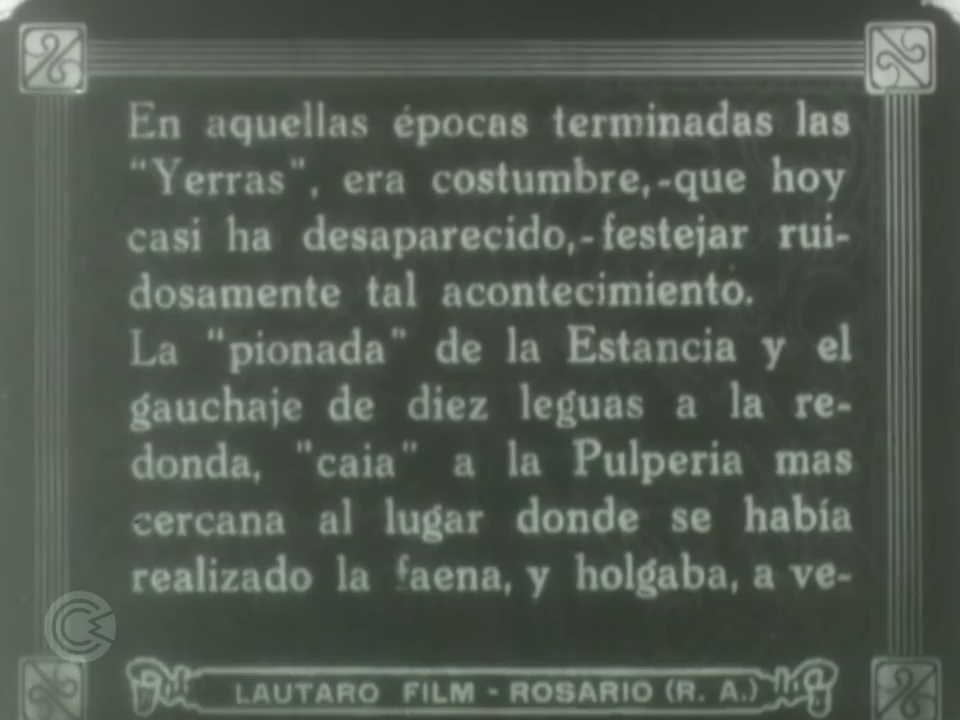 En aquellas épocas terminadas las
"Yerras", era costumbre,-que hoy
casi ha desaparecido,-festejar rui-
dosamente tal acontecimiento.
La "pionada" de la Estancia y el
gauchaje de diez leguas a la re-
donda, "caia" a la Pulperia mas
cercana al lugar donde se había
realizado la faena, y holgaba, a ve-
LAUTARO FILM - ROSARIO (R. A.)